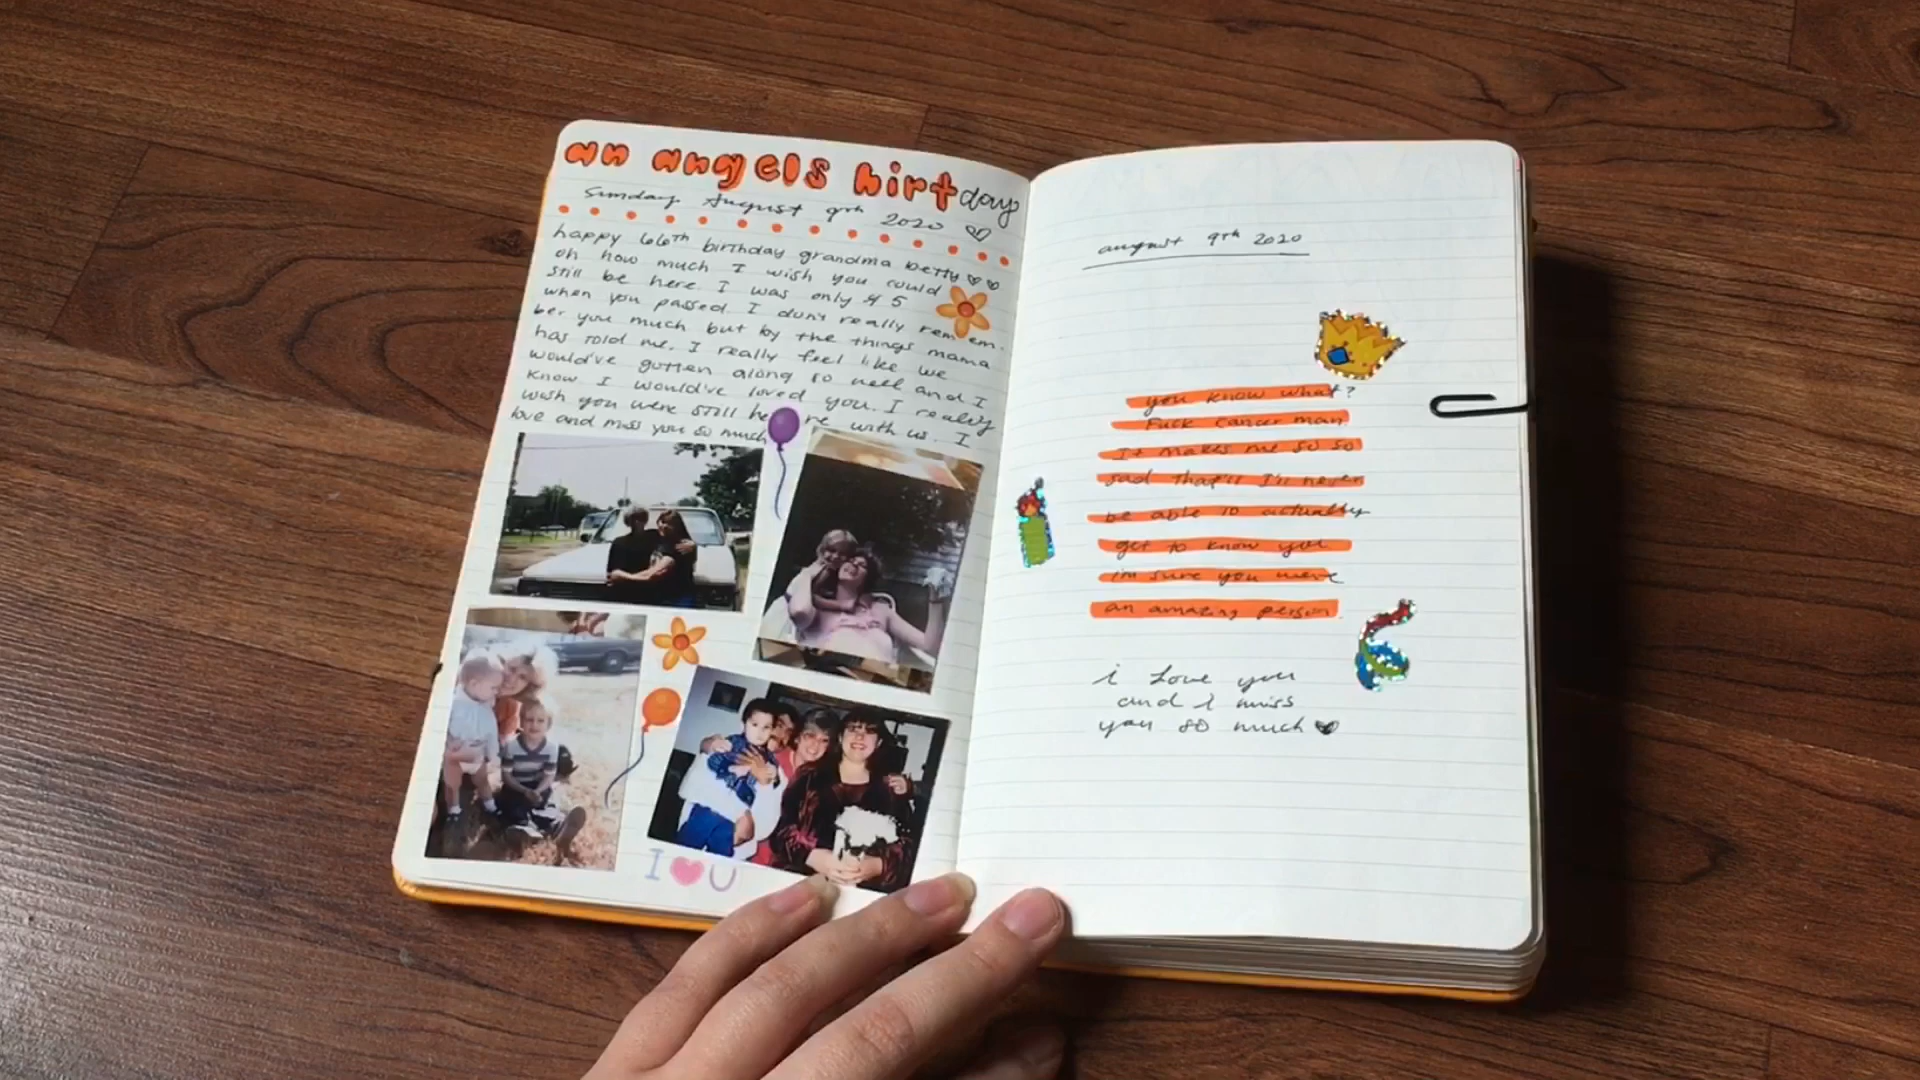 an angels birtday
Sunday August 9th 2020
happy 66th birthday grandma betty
oh how much I wish you could
still be here. I was only 5
when you passed. I don't really remem-
ber you much but by the things mama
has told me. I really feel like we
would've gotten along so well and I
know I would've loved you. I really
wish you were still here with us. I
love and miss you so much
I U
august 9th 2020
you know what?
Fuck cancer man
It makes me so so
sad that I'll never
be able to actually
get to know you.
im sure you were
an amazing person.
i love you
and i miss
you so much